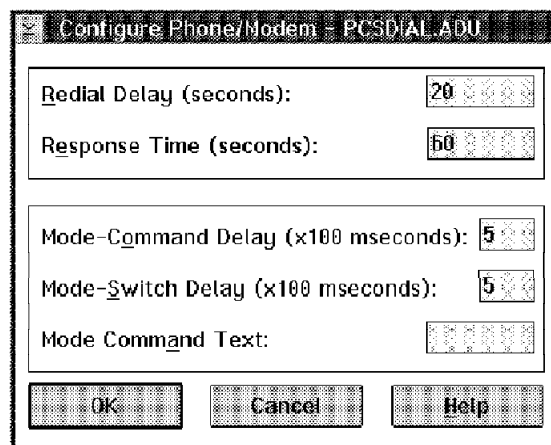 Configure Phone/Modem - PCSDIAL.ADU
Redial Delay (seconds): 20
Response Time (seconds): 60
Mode-Command Delay (x100 mseconds): 5
Mode-Switch Delay (x100 mseconds): 5
Mode Command Text:
OK Cancel Help